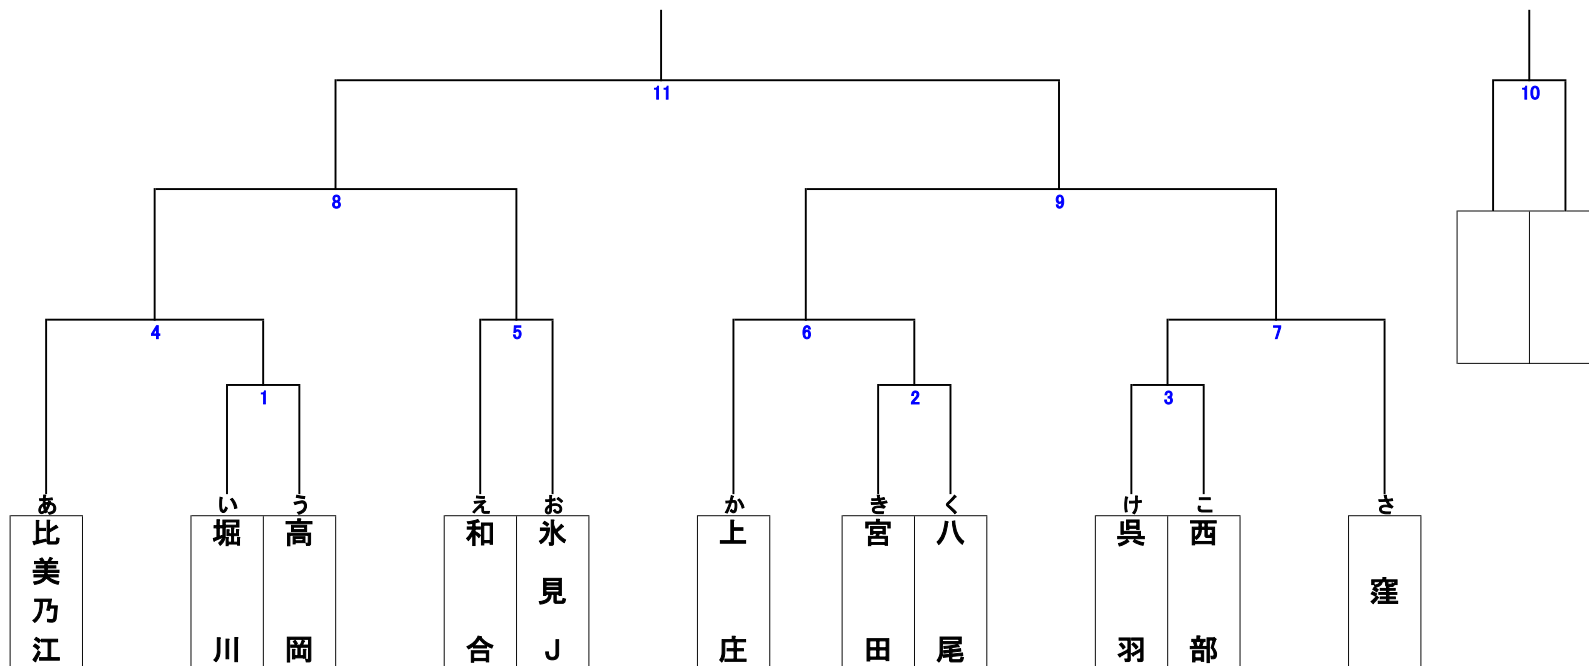 11
10
8
9
4
5
6
7
1
2
3
あ
い
う
え
お
か
き
く
け
こ
さ
比美乃江
堀川
高岡
和合
氷見J
上庄
宮田
八尾
呉羽
西部
窪